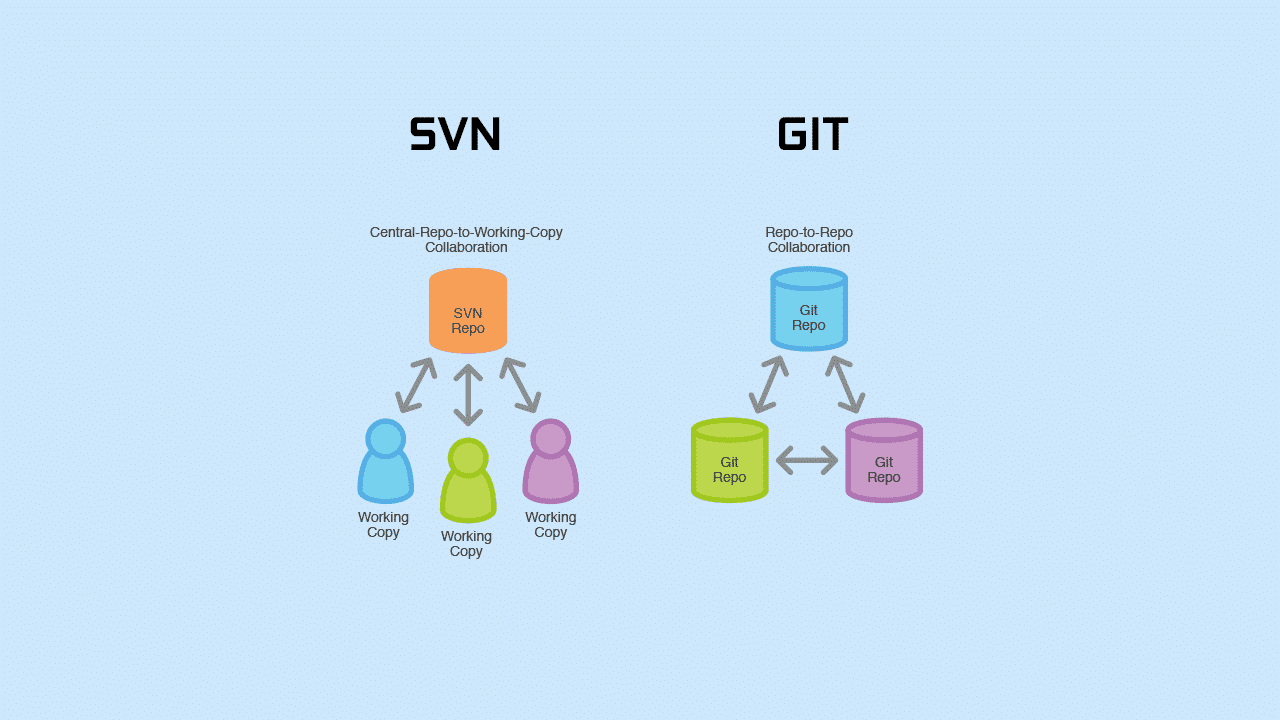 SVN
Central-Repo-to-Working-Copy
Collaboration
SVN
Repo
Working
Copy
Working
Copy
Working
Copy
GIT
Repo-to-Repo
Collaboration
Git
Repo
Git
Repo
Git
Repo